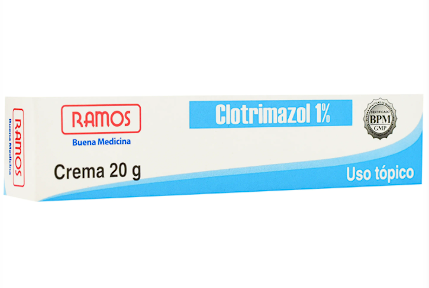 RAMOS
Buena Medicina
RAMOS
Buena Medicina
Crema 20 g
Clotrimazol 1%
BPM
GMP
Uso tópico